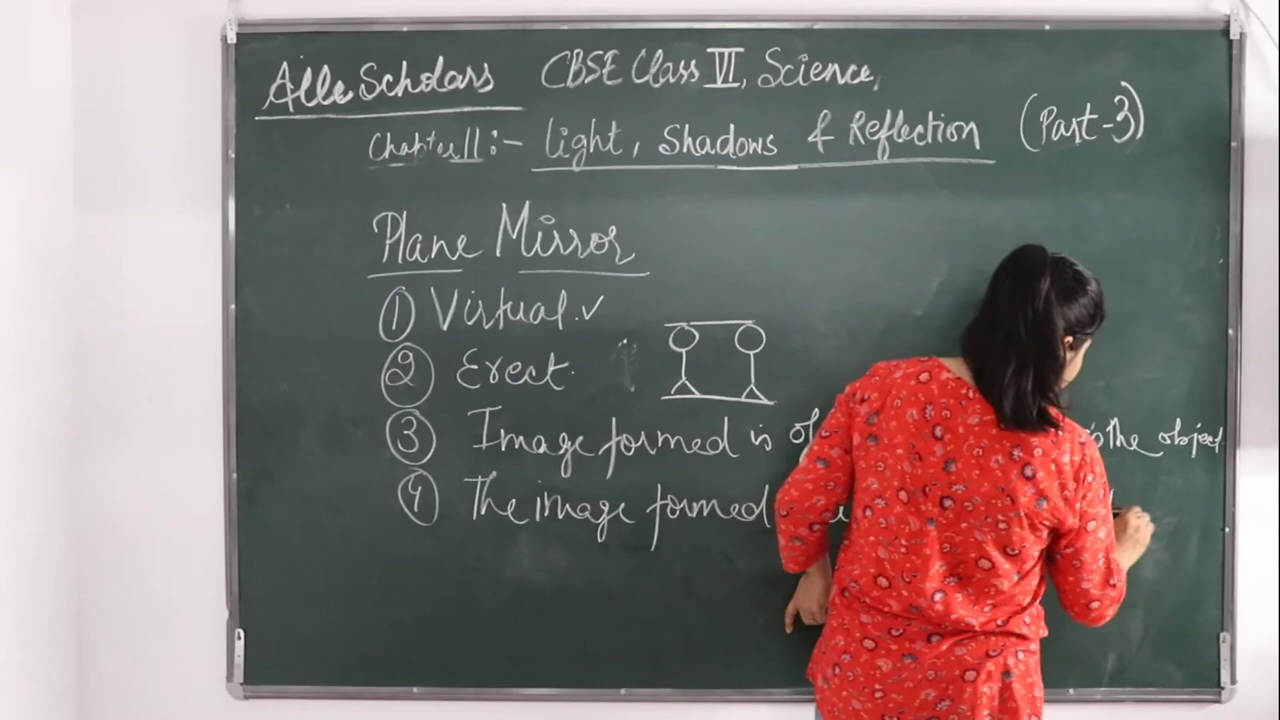 Alle Scholars CBSE Class VI, Science,
Chapter 11 :- Light, Shadows & Reflection (Part-3)
Plane Mirror
① Virtual. ✓
② Erect.
③ Image formed is of the object.
④ The image formed